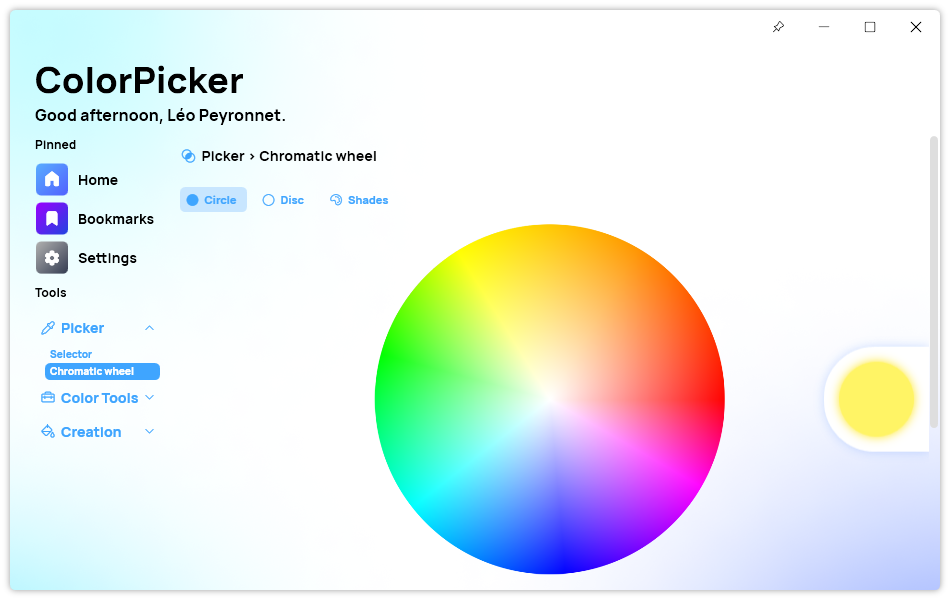 ColorPicker
Good afternoon, Léo Peyronnet.
Pinned
Home
Bookmarks
Settings
Tools
Picker
Selector
Chromatic wheel
Color Tools
Creation
Picker > Chromatic wheel
Circle Disc Shades